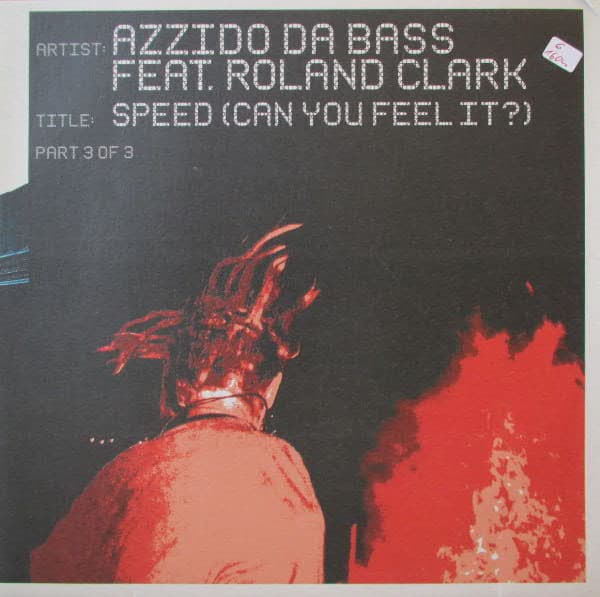 ARTIST: AZZIDO DA BASS
FEAT. ROLAND CLARK
TITLE: SPEED (CAN YOU FEEL IT?)
PART 3 OF 3